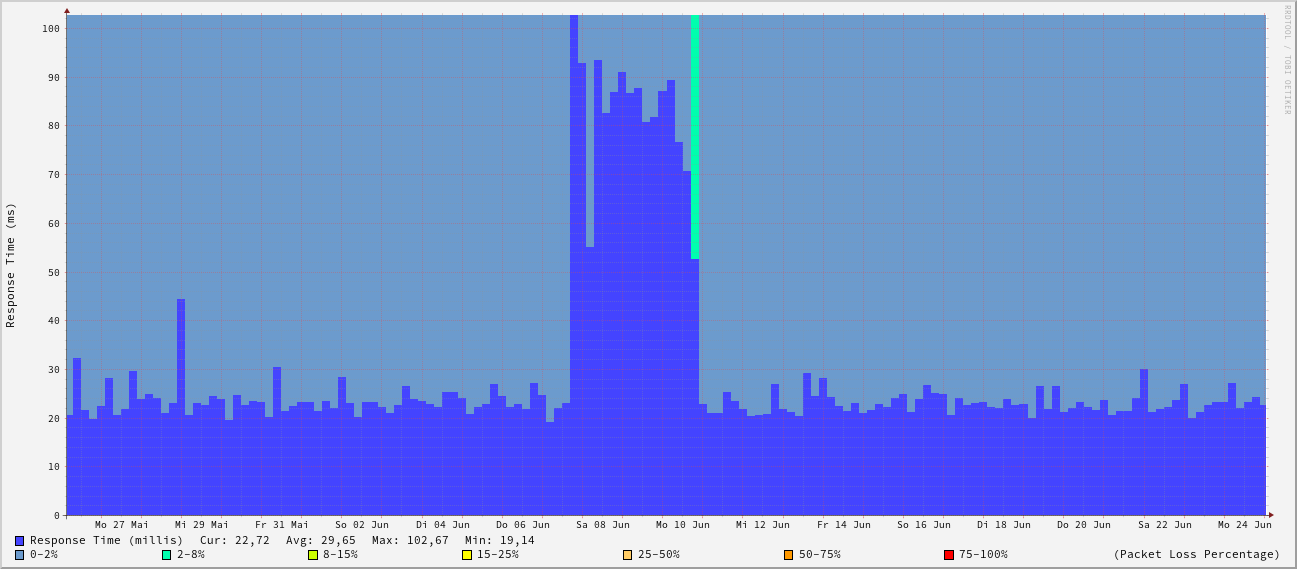 RRDTOOL / TOBI OETIKER
Response Time (ms)
100
90
80
70
60
50
40
30
20
10
0
Mo 27 Mai Mi 29 Mai Fr 31 Mai So 02 Jun Di 04 Jun Do 06 Jun Sa 08 Jun Mo 10 Jun Mi 12 Jun Fr 14 Jun So 16 Jun Di 18 Jun Do 20 Jun Sa 22 Jun Mo 24 Jun
Response Time (millis) Cur: 22,72 Avg: 29,65 Max: 102,67 Min: 19,14
0-2% 2-8% 8-15% 15-25% 25-50% 50-75% 75-100% (Packet Loss Percentage)